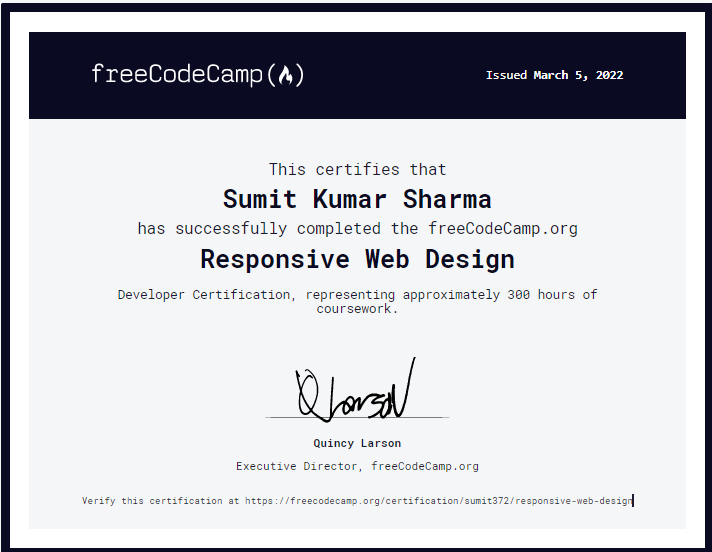 freeCodeCamp
Issued March 5, 2022
This certifies that
Sumit Kumar Sharma
has successfully completed the freeCodeCamp.org
Responsive Web Design
Developer Certification, representing approximately 300 hours of
coursework.
Q Larson
Quincy Larson
Executive Director, freeCodeCamp.org
Verify this certification at https://freecodecamp.org/certification/sumit372/responsive-web-design